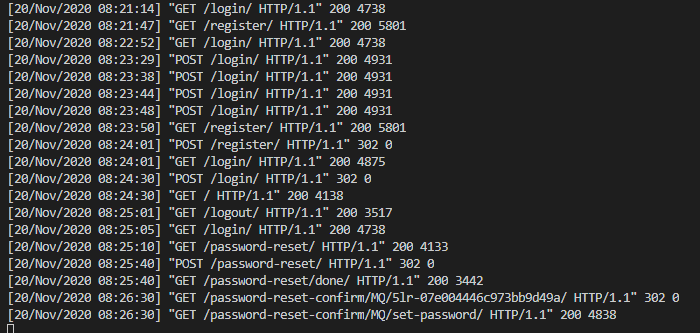 [20/Nov/2020 08:21:14] "GET /login/ HTTP/1.1" 200 4738
[20/Nov/2020 08:21:47] "GET /register/ HTTP/1.1" 200 5801
[20/Nov/2020 08:22:52] "GET /login/ HTTP/1.1" 200 4738
[20/Nov/2020 08:23:29] "POST /login/ HTTP/1.1" 200 4931
[20/Nov/2020 08:23:38] "POST /login/ HTTP/1.1" 200 4931
[20/Nov/2020 08:23:44] "POST /login/ HTTP/1.1" 200 4931
[20/Nov/2020 08:23:48] "POST /login/ HTTP/1.1" 200 4931
[20/Nov/2020 08:23:50] "GET /register/ HTTP/1.1" 200 5801
[20/Nov/2020 08:24:01] "POST /register/ HTTP/1.1" 302 0
[20/Nov/2020 08:24:01] "GET /login/ HTTP/1.1" 200 4875
[20/Nov/2020 08:24:30] "POST /login/ HTTP/1.1" 302 0
[20/Nov/2020 08:24:30] "GET / HTTP/1.1" 200 4138
[20/Nov/2020 08:25:01] "GET /logout/ HTTP/1.1" 200 3517
[20/Nov/2020 08:25:05] "GET /login/ HTTP/1.1" 200 4738
[20/Nov/2020 08:25:10] "GET /password-reset/ HTTP/1.1" 200 4133
[20/Nov/2020 08:25:40] "POST /password-reset/ HTTP/1.1" 302 0
[20/Nov/2020 08:25:40] "GET /password-reset/done/ HTTP/1.1" 200 3442
[20/Nov/2020 08:26:30] "GET /password-reset-confirm/MQ/5lr-07e004446c973bb9d49a/ HTTP/1.1" 302 0
[20/Nov/2020 08:26:30] "GET /password-reset-confirm/MQ/set-password/ HTTP/1.1" 200 4838